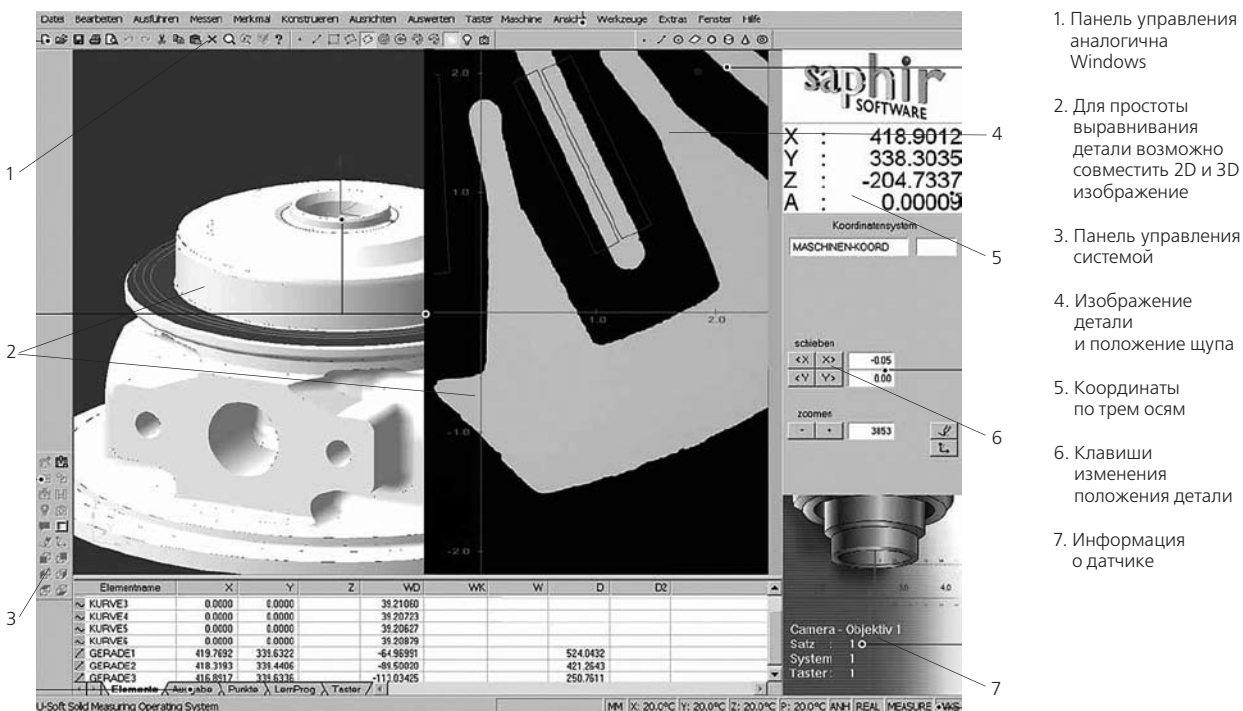 Datei Bearbeiten Ausführen Messen Merkmal Konstruieren Ausrichten Auswerten Taster Maschine Ansicht Werkzeuge Extras Fenster Hilfe
saphir
SOFTWARE
X : 418.9012
Y : 338.3035
Z : -204.7337
A : 0.00009
Koordinatensystem
MASCHINEN-KOORD
schieben
<X X> -0.05
<Y Y> 0.00
zoomen
- + 3853
2.0
1.0
1.0 2.0
-1.0
-2.0
3.0 4.0
Camera - Objektiv 1
Satz : 1
System 1
Taster: 1
Elementname X Y Z WD WK W D D2
KURVE3 0.0000 0.0000 39.21060
KURVE4 0.0000 0.0000 39.20723
KURVE5 0.0000 0.0000 39.20627
KURVE6 0.0000 0.0000 39.20879
GERADE1 419.7692 339.6322 -64.96991 524.0432
GERADE2 418.3193 339.4406 -89.50020 421.2643
GERADE3 416.8917 339.6336 -113.03425 250.7611
Elemente Ausgabe Punkte LernProg Taster
U-Soft Solid Measuring Operating System
MM X: 20.0°C Y: 20.0°C Z: 20.0°C P: 20.0°C ANH REAL MEASURE
1
2
3
4
5
6
7
1. Панель управления
аналогична
Windows
2. Для простоты
выравнивания
детали возможно
совместить 2D и 3D
изображение
3. Панель управления
системой
4. Изображение
детали
и положение щупа
5. Координаты
по трем осям
6. Клавиши
изменения
положения детали
7. Информация
о датчике